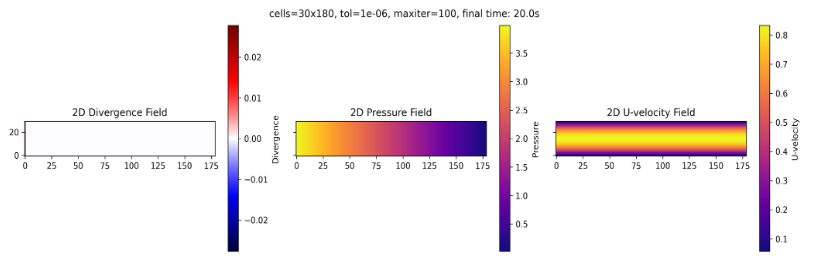 cells=30x180, tol=1e-06, maxiter=100, final time: 20.0s
2D Divergence Field
20
0
0 25 50 75 100 125 150 175
0.02
0.01
0.00
−0.01
−0.02
Divergence
2D Pressure Field
0 25 50 75 100 125 150 175
3.5
3.0
2.5
2.0
1.5
1.0
0.5
Pressure
2D U-velocity Field
0 25 50 75 100 125 150 175
0.8
0.7
0.6
0.5
0.4
0.3
0.2
0.1
U-velocity